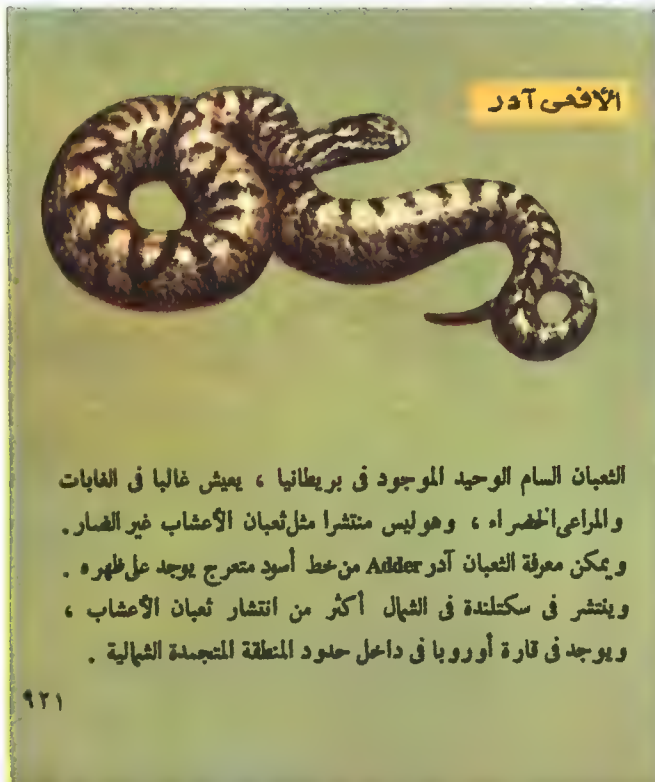 الأفعى آدر
الثعبان السام الوحيد الموجود فى بريطانيا ، يعيش غالبا فى الغابات
والمراعى الخضراء ، وهو ليس منتشرا مثل ثعبان الأعشاب غير الضار .
ويمكن معرفة الثعبان آدر Adder من خط أسود متعرج يوجد على ظهره .
وينتشر فى سكتلندة فى الشمال أكثر من انتشار ثعبان الأعشاب ،
ويوجد فى قارة أوروبا فى داخل حدود المنطقة المتجمدة الشمالية .
٩٢١